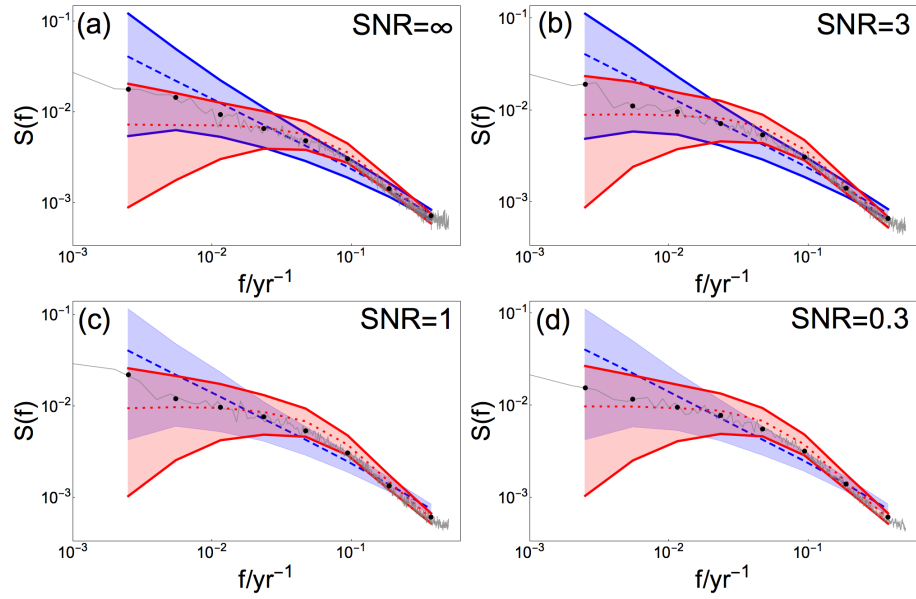 (a) SNR=∞
S(f)
10⁻¹
10⁻²
10⁻³
10⁻³ 10⁻² 10⁻¹
f/yr⁻¹
(b) SNR=3
S(f)
10⁻¹
10⁻²
10⁻³
10⁻³ 10⁻² 10⁻¹
f/yr⁻¹
(c) SNR=1
S(f)
10⁻¹
10⁻²
10⁻³
10⁻³ 10⁻² 10⁻¹
f/yr⁻¹
(d) SNR=0.3
S(f)
10⁻¹
10⁻²
10⁻³
10⁻³ 10⁻² 10⁻¹
f/yr⁻¹